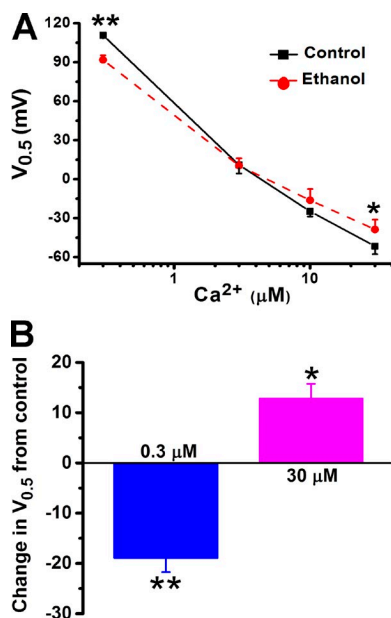 A
**
Control
Ethanol
V0.5 (mV)
120
90
60
30
0
-30
-60
*
1
10
Ca2+ (μM)
B
Change in V0.5 from control
20
10
0
-10
-20
-30
*
0.3 μM
30 μM
**